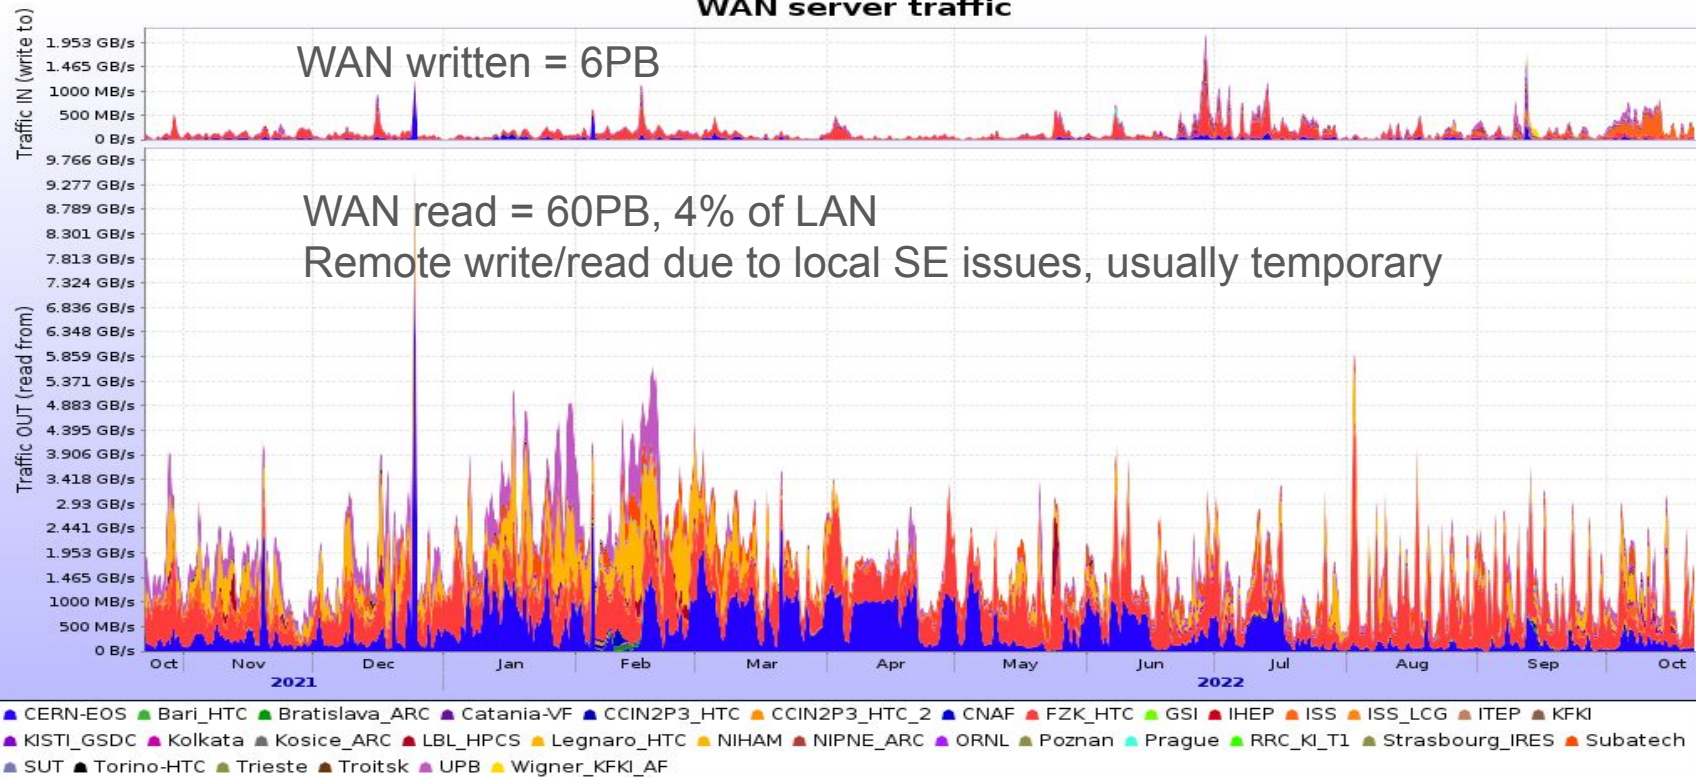 WAN server traffic
Traffic IN (write to)
1.953 GB/s
1.465 GB/s
1000 MB/s
500 MB/s
0 B/s
WAN written = 6PB
Traffic OUT (read from)
9.766 GB/s
9.277 GB/s
8.789 GB/s
8.301 GB/s
7.813 GB/s
7.324 GB/s
6.836 GB/s
6.348 GB/s
5.859 GB/s
5.371 GB/s
4.883 GB/s
4.395 GB/s
3.906 GB/s
3.418 GB/s
2.93 GB/s
2.441 GB/s
1.953 GB/s
1.465 GB/s
1000 MB/s
500 MB/s
0 B/s
WAN read = 60PB, 4% of LAN
Remote write/read due to local SE issues, usually temporary
Oct Nov Dec Jan Feb Mar Apr May Jun Jul Aug Sep Oct
2021 2022
CERN-EOS Bari_HTC Bratislava_ARC Catania-VF CCIN2P3_HTC CCIN2P3_HTC_2 CNAF FZK_HTC GSI IHEP ISS ISS_LCG ITEP KFKI
KISTI_GSDC Kolkata Kosice_ARC LBL_HPCS Legnaro_HTC NIHAM NIPNE_ARC ORNL Poznan Prague RRC_KI_T1 Strasbourg_IRES Subatech
SUT Torino-HTC Trieste Troitsk UPB Wigner_KFKI_AF